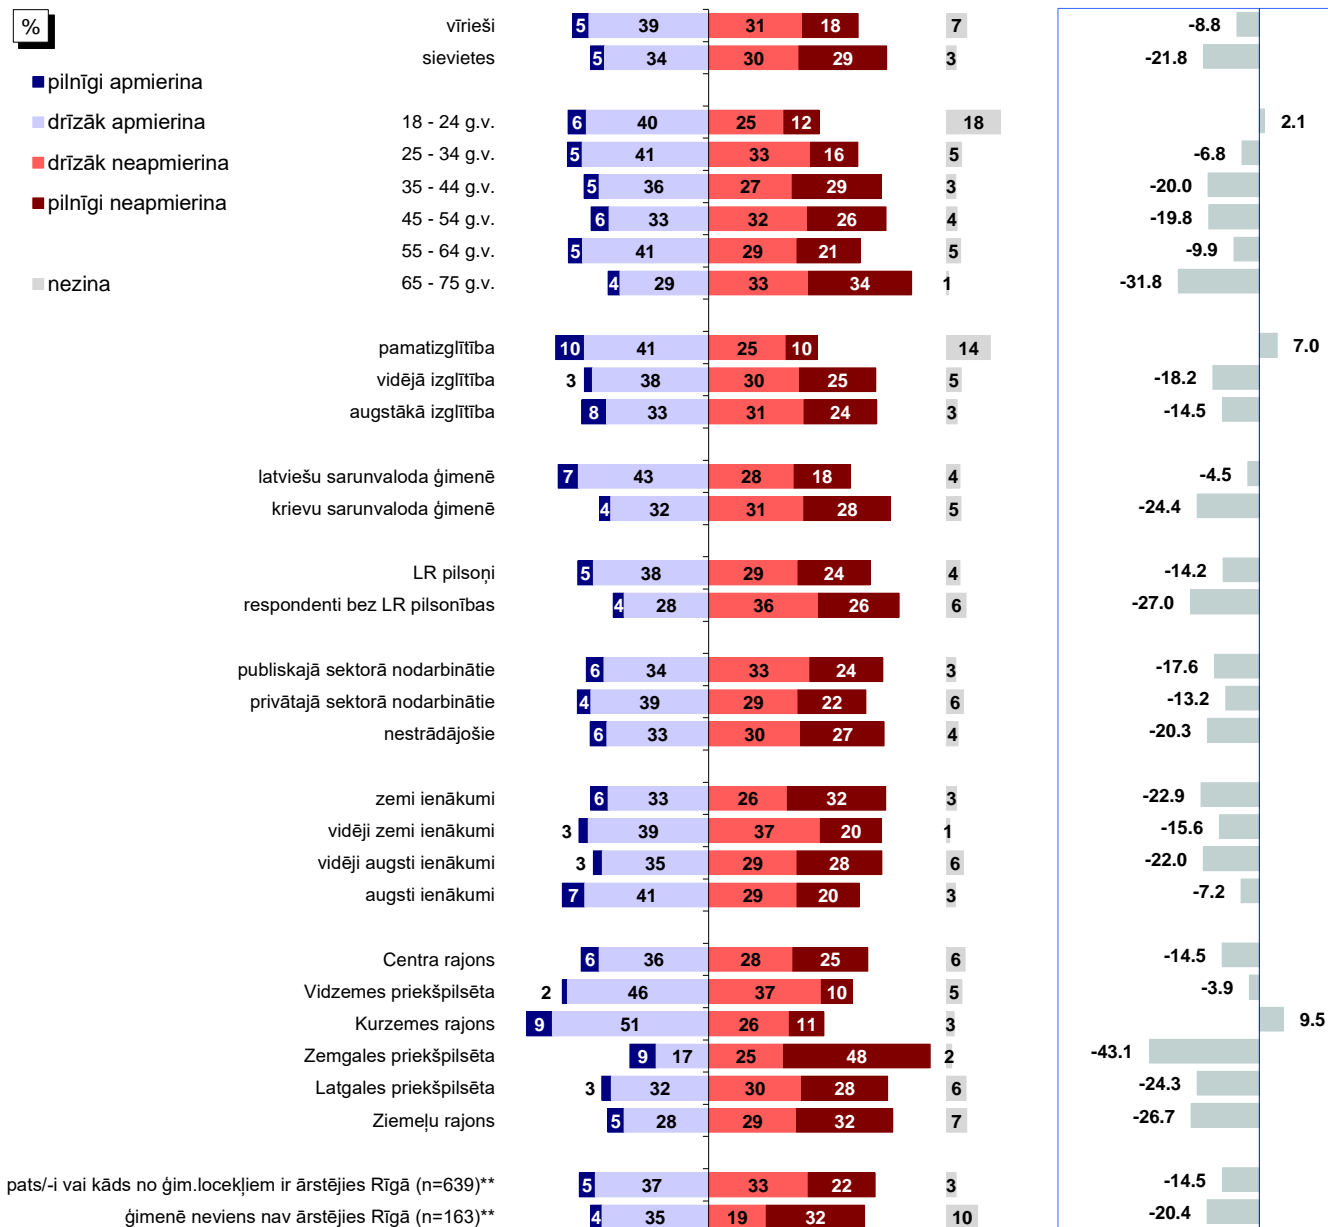 %
pilnīgi apmierina
drīzāk apmierina
drīzāk neapmierina
pilnīgi neapmierina
nezina
vīrieši 5 39 31 18 7 -8.8
sievietes 5 34 30 29 3 -21.8
18 - 24 g.v. 6 40 25 12 18 2.1
25 - 34 g.v. 5 41 33 16 5 -6.8
35 - 44 g.v. 5 36 27 29 3 -20.0
45 - 54 g.v. 6 33 32 26 4 -19.8
55 - 64 g.v. 5 41 29 21 5 -9.9
65 - 75 g.v. 4 29 33 34 1 -31.8
pamatizglītība 10 41 25 10 14 7.0
vidējā izglītība 3 38 30 25 5 -18.2
augstākā izglītība 8 33 31 24 3 -14.5
latviešu sarunvaloda ģimenē 7 43 28 18 4 -4.5
krievu sarunvaloda ģimenē 4 32 31 28 5 -24.4
LR pilsoņi 5 38 29 24 4 -14.2
respondenti bez LR pilsonības 4 28 36 26 6 -27.0
publiskajā sektorā nodarbinātie 6 34 33 24 3 -17.6
privātajā sektorā nodarbinātie 4 39 29 22 6 -13.2
nestrādājošie 6 33 30 27 4 -20.3
zemi ienākumi 6 33 26 32 3 -22.9
vidēji zemi ienākumi 3 39 37 20 1 -15.6
vidēji augsti ienākumi 3 35 29 28 6 -22.0
augsti ienākumi 7 41 29 20 3 -7.2
Centra rajons 6 36 28 25 6 -14.5
Vidzemes priekšpilsēta 2 46 37 10 5 -3.9
Kurzemes rajons 9 51 26 11 3 9.5
Zemgales priekšpilsēta 9 17 25 48 2 -43.1
Latgales priekšpilsēta 3 32 30 28 6 -24.3
Ziemeļu rajons 5 28 29 32 7 -26.7
pats/-i vai kāds no ģim.locekļiem ir ārstējies Rīgā (n=639)** 5 37 33 22 3 -14.5
ģimenē neviens nav ārstējies Rīgā (n=163)** 4 35 19 32 10 -20.4